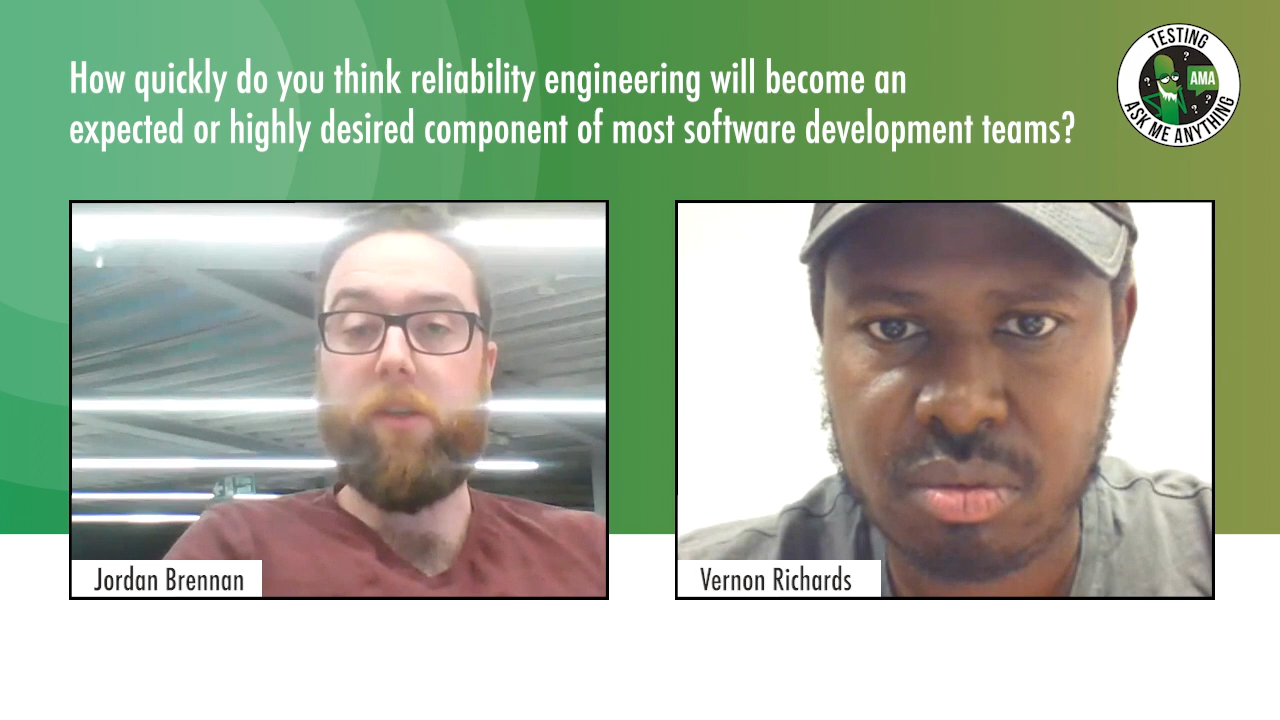 How quickly do you think reliability engineering will become an
expected or highly desired component of most software development teams?
TESTING
AMA
ASK ME ANYTHING
Jordan Brennan
Vernon Richards